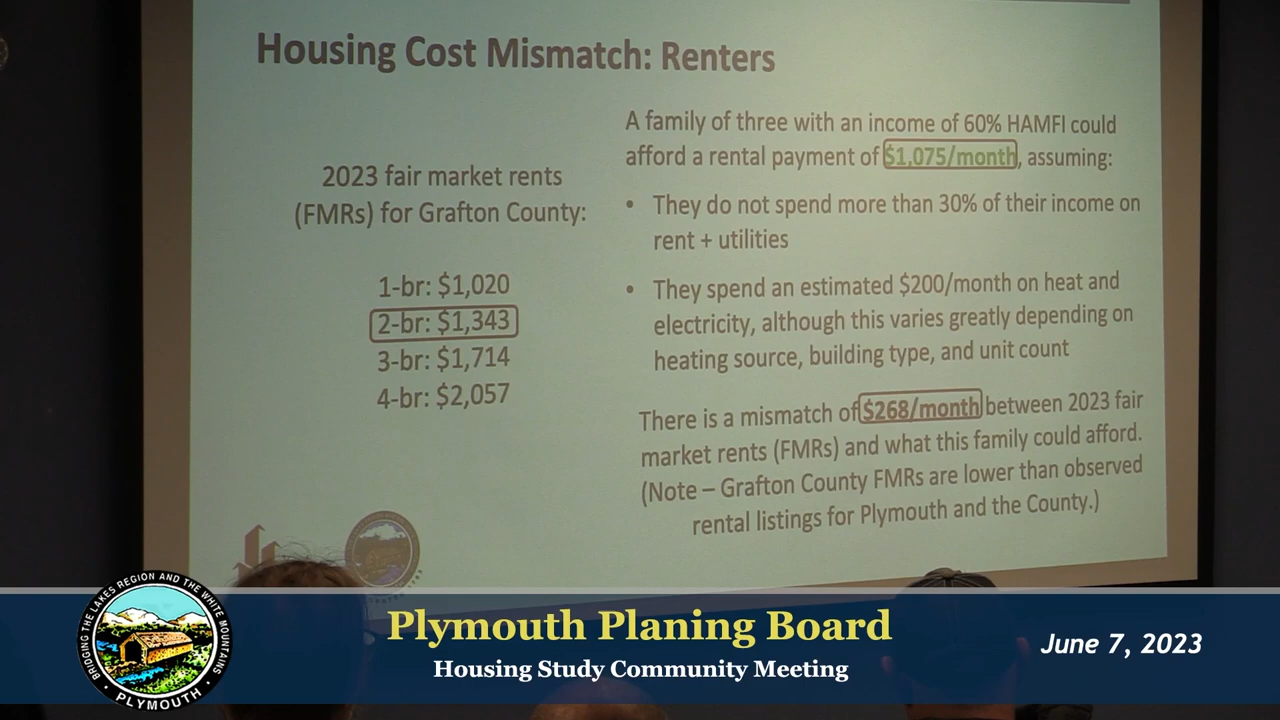 Housing Cost Mismatch: Renters
2023 fair market rents
(FMRs) for Grafton County:
1-br: $1,020
2-br: $1,343
3-br: $1,714
4-br: $2,057
A family of three with an income of 60% HAMFI could
afford a rental payment of $1,075/month, assuming:
• They do not spend more than 30% of their income on
rent + utilities
• They spend an estimated $200/month on heat and
electricity, although this varies greatly depending on
heating source, building type, and unit count
There is a mismatch of $268/month between 2023 fair
market rents (FMRs) and what this family could afford.
(Note – Grafton County FMRs are lower than observed
rental listings for Plymouth and the County.)
BRIDGING THE LAKES REGION AND THE WHITE MOUNTAINS
• PLYMOUTH •
Plymouth Planing Board
Housing Study Community Meeting
June 7, 2023